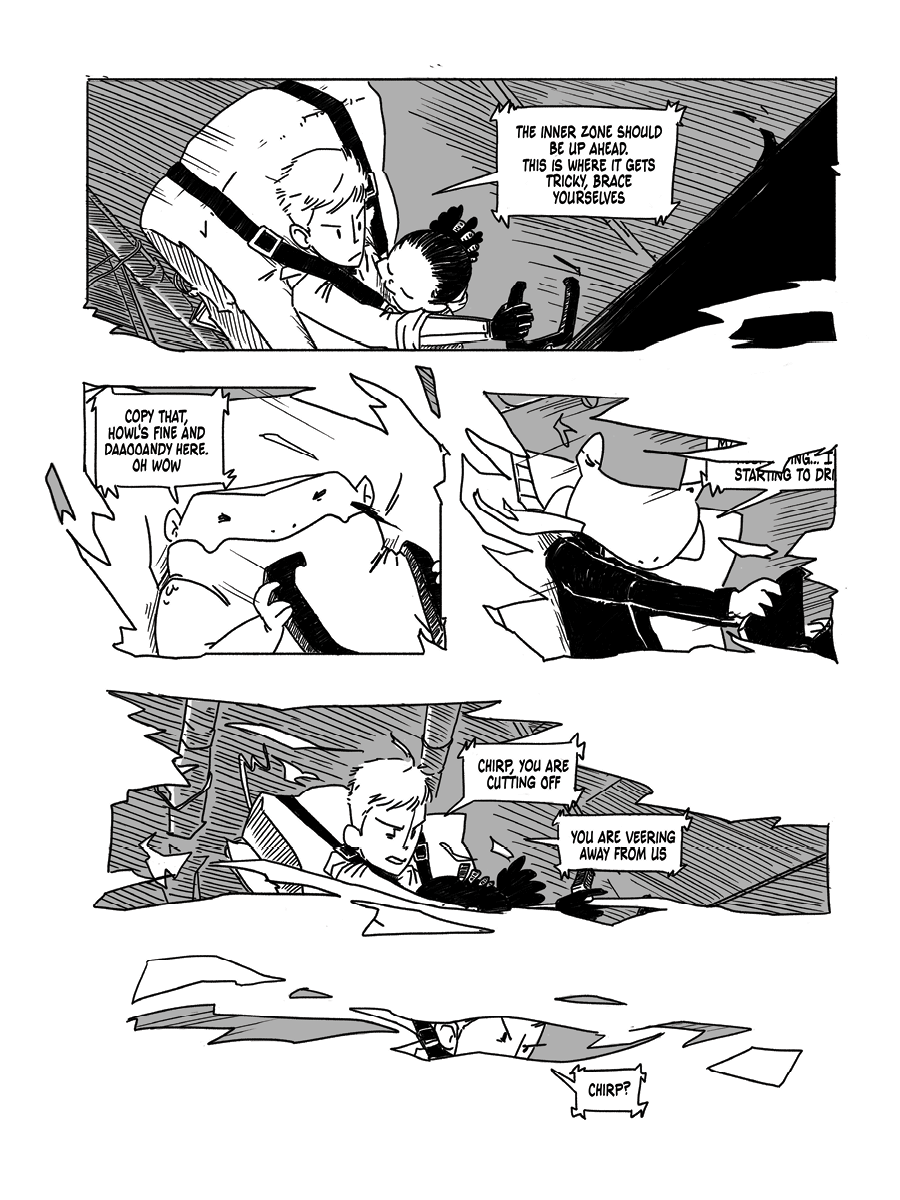 THE INNER ZONE SHOULD
BE UP AHEAD.
THIS IS WHERE IT GETS
TRICKY, BRACE
YOURSELVES
COPY THAT,
HOWL'S FINE AND
DAAOOANDY HERE.
OH WOW
STARTING TO DRI
CHIRP, YOU ARE
CUTTING OFF
YOU ARE VEERING
AWAY FROM US
CHIRP?